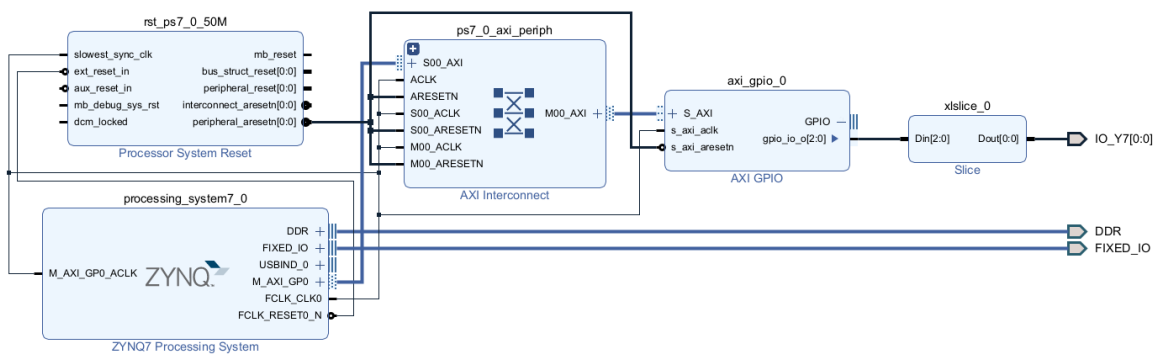 rst_ps7_0_50M
slowest_sync_clk
ext_reset_in
aux_reset_in
mb_debug_sys_rst
dcm_locked
mb_reset
bus_struct_reset[0:0]
peripheral_reset[0:0]
interconnect_aresetn[0:0]
peripheral_aresetn[0:0]
Processor System Reset
ps7_0_axi_periph
S00_AXI
ACLK
ARESETN
S00_ACLK
S00_ARESETN
M00_ACLK
M00_ARESETN
M00_AXI
AXI Interconnect
axi_gpio_0
S_AXI
s_axi_aclk
s_axi_aresetn
GPIO
gpio_io_o[2:0]
AXI GPIO
xlslice_0
Din[2:0]
Dout[0:0]
Slice
IO_Y7[0:0]
processing_system7_0
M_AXI_GP0_ACLK
ZYNQ
DDR
FIXED_IO
USBIND_0
M_AXI_GP0
FCLK_CLK0
FCLK_RESET0_N
ZYNQ7 Processing System
DDR
FIXED_IO